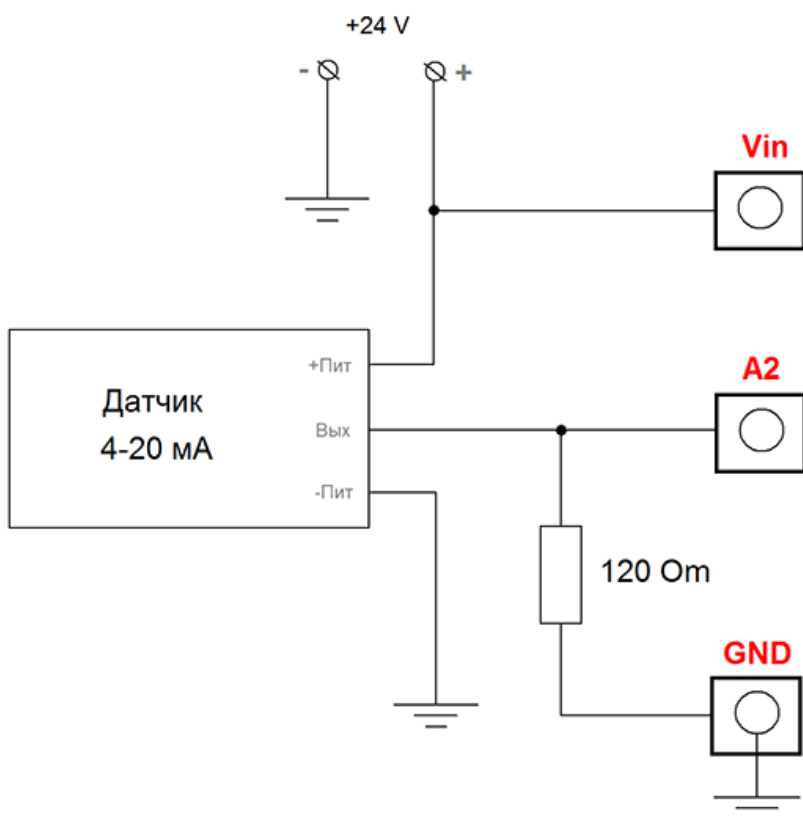 +24 V
- +
Vin
+Пит
Датчик
4-20 мА
Вых
-Пит
A2
120 Om
GND